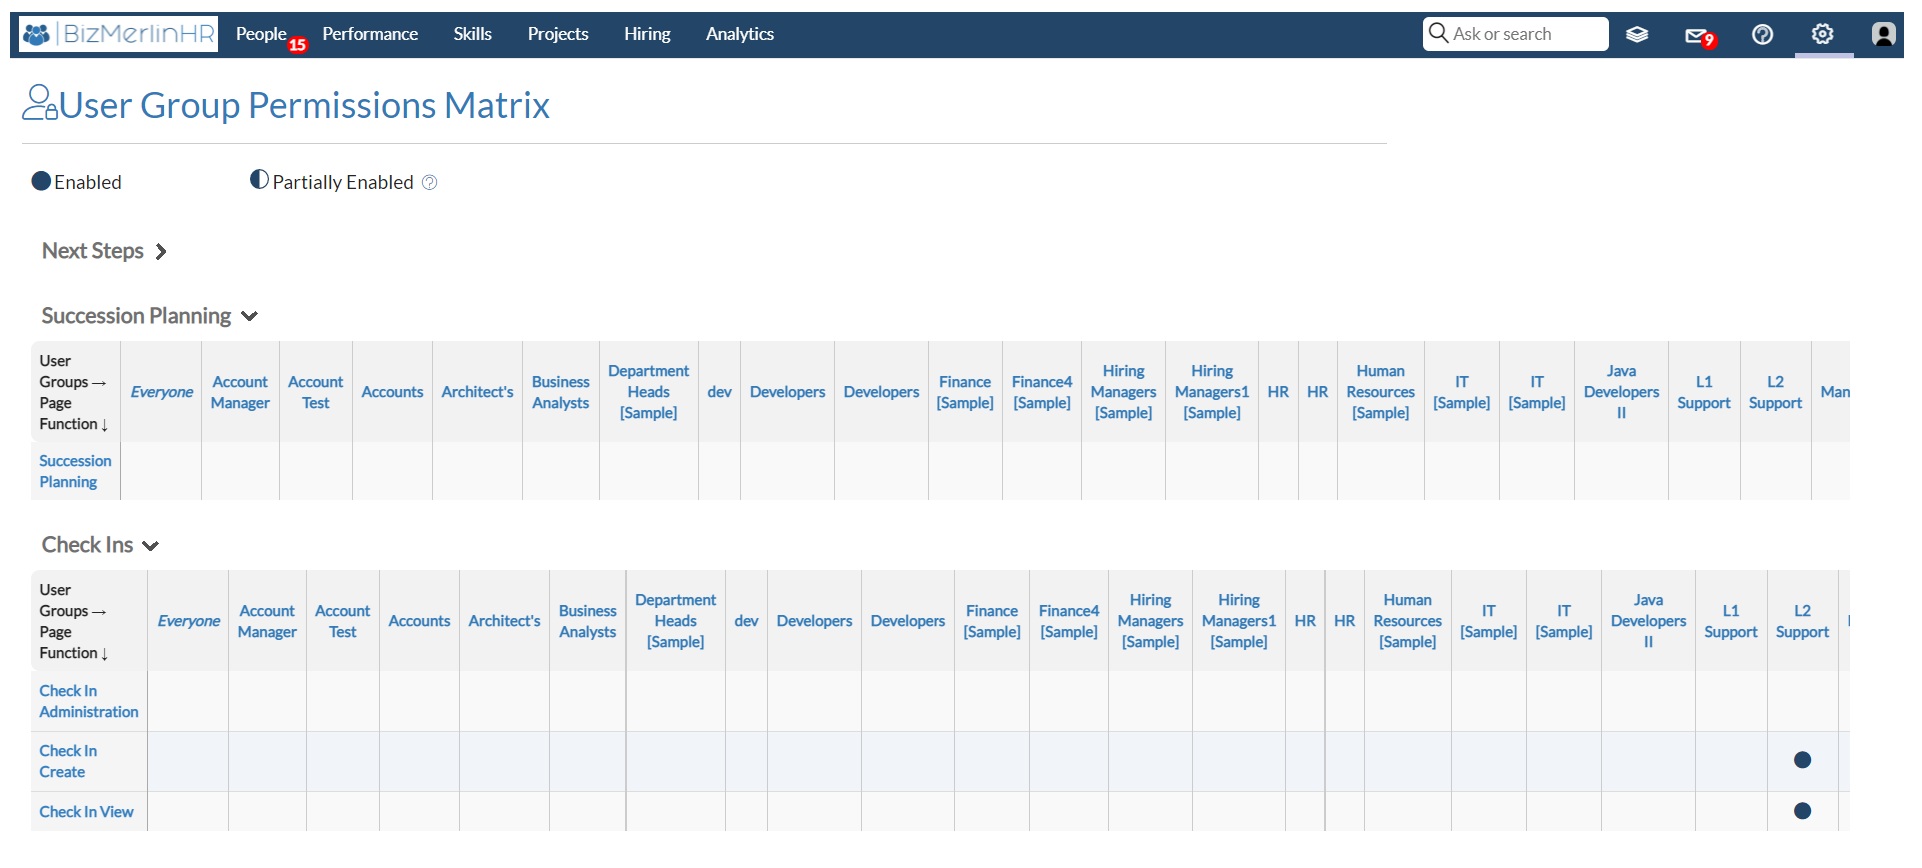 BizMerlinHR People 15 Performance Skills Projects Hiring Analytics Ask or search 9
User Group Permissions Matrix
Enabled Partially Enabled
Next Steps
Succession Planning
User Groups → Page Function ↓
Everyone
Account Manager
Account Test
Accounts
Architect's
Business Analysts
Department Heads [Sample]
dev
Developers
Developers
Finance [Sample]
Finance4 [Sample]
Hiring Managers [Sample]
Hiring Managers1 [Sample]
HR
HR
Human Resources [Sample]
IT [Sample]
IT [Sample]
Java Developers II
L1 Support
L2 Support
Man
Succession Planning
Check Ins
User Groups → Page Function ↓
Everyone
Account Manager
Account Test
Accounts
Architect's
Business Analysts
Department Heads [Sample]
dev
Developers
Developers
Finance [Sample]
Finance4 [Sample]
Hiring Managers [Sample]
Hiring Managers1 [Sample]
HR
HR
Human Resources [Sample]
IT [Sample]
IT [Sample]
Java Developers II
L1 Support
L2 Support
Check In Administration
Check In Create
Check In View